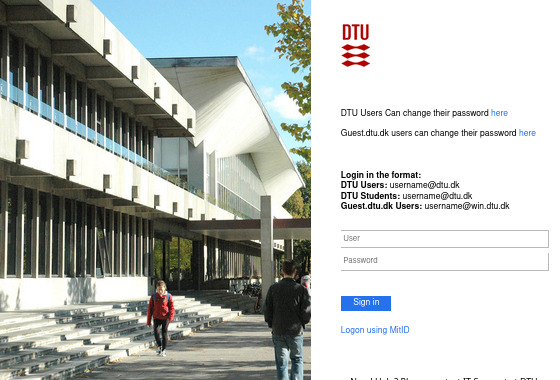 DTU
DTU Users Can change their password here
Guest.dtu.dk users can change their password here
Login in the format:
DTU Users: username@dtu.dk
DTU Students: username@dtu.dk
Guest.dtu.dk Users: username@win.dtu.dk
User
Password
Sign in
Logon using MitID